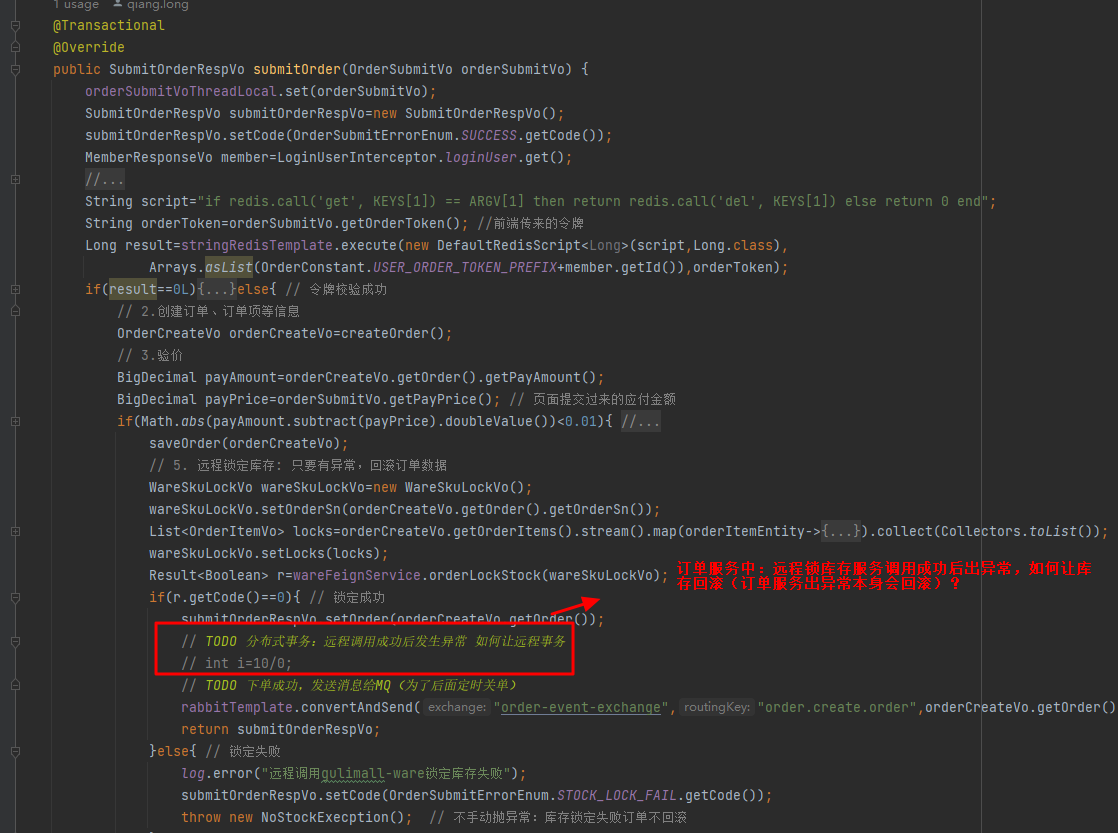 1 usage qiang.long
@Transactional
@Override
public SubmitOrderRespVo submitOrder(OrderSubmitVo orderSubmitVo) {
orderSubmitVoThreadLocal.set(orderSubmitVo);
SubmitOrderRespVo submitOrderRespVo=new SubmitOrderRespVo();
submitOrderRespVo.setCode(OrderSubmitErrorEnum.SUCCESS.getCode());
MemberResponseVo member=LoginUserInterceptor.loginUser.get();
//...
String script="if redis.call('get', KEYS[1]) == ARGV[1] then return redis.call('del', KEYS[1]) else return 0 end";
String orderToken=orderSubmitVo.getOrderToken(); //前端传来的令牌
Long result=stringRedisTemplate.execute(new DefaultRedisScript<Long>(script,Long.class),
Arrays.asList(OrderConstant.USER_ORDER_TOKEN_PREFIX+member.getId()),orderToken);
if(result==0L){...}else{ // 令牌校验成功
// 2.创建订单、订单项等信息
OrderCreateVo orderCreateVo=createOrder();
// 3.验价
BigDecimal payAmount=orderCreateVo.getOrder().getPayAmount();
BigDecimal payPrice=orderSubmitVo.getPayPrice(); // 页面提交过来的应付金额
if(Math.abs(payAmount.subtract(payPrice).doubleValue())<0.01){ //...
saveOrder(orderCreateVo);
// 5. 远程锁定库存: 只要有异常，回滚订单数据
WareSkuLockVo wareSkuLockVo=new WareSkuLockVo();
wareSkuLockVo.setOrderSn(orderCreateVo.getOrder().getOrderSn());
List<OrderItemVo> locks=orderCreateVo.getOrderItems().stream().map(orderItemEntity->{...}).collect(Collectors.toList());
wareSkuLockVo.setLocks(locks);
Result<Boolean> r=wareFeignService.orderLockStock(wareSkuLockVo);
订单服务中：远程锁库存服务调用成功后出异常，如何让库
存回滚（订单服务出异常本身会回滚）？
if(r.getCode()==0){ // 锁定成功
submitOrderRespVo.setOrder(orderCreateVo.getOrder());
// TODO 分布式事务：远程调用成功后发生异常 如何让远程事务
// int i=10/0;
// TODO 下单成功，发送消息给MQ（为了后面定时关单）
rabbitTemplate.convertAndSend( exchange: "order-event-exchange", routingKey: "order.create.order",orderCreateVo.getOrder()
return submitOrderRespVo;
}else{ // 锁定失败
log.error("远程调用gulimall-ware锁定库存失败");
submitOrderRespVo.setCode(OrderSubmitErrorEnum.STOCK_LOCK_FAIL.getCode());
throw new NoStockExecption(); // 不手动抛异常：库存锁定失败订单不回滚